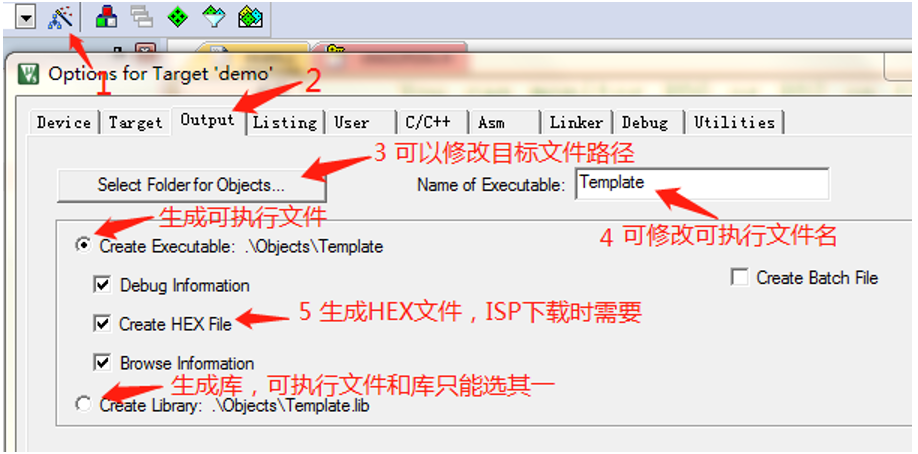 1
Options for Target 'demo'
2
Device Target Output Listing User C/C++ Asm Linker Debug Utilities
3 可以修改目标文件路径
Select Folder for Objects...
Name of Executable: Template
生成可执行文件
4 可修改可执行文件名
Create Executable: .\Objects\Template
Debug Information
Create Batch File
5 生成HEX文件，ISP下载时需要
Create HEX File
Browse Information
生成库，可执行文件和库只能选其一
Create Library: .\Objects\Template.lib